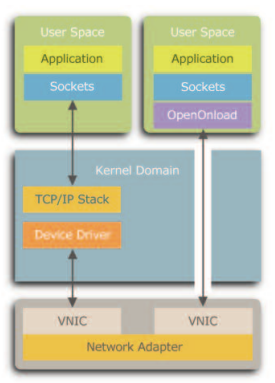 User Space
Application
Sockets
User Space
Application
Sockets
OpenOnload
Kernel Domain
TCP/IP Stack
Device Driver
VNIC
VNIC
Network Adapter